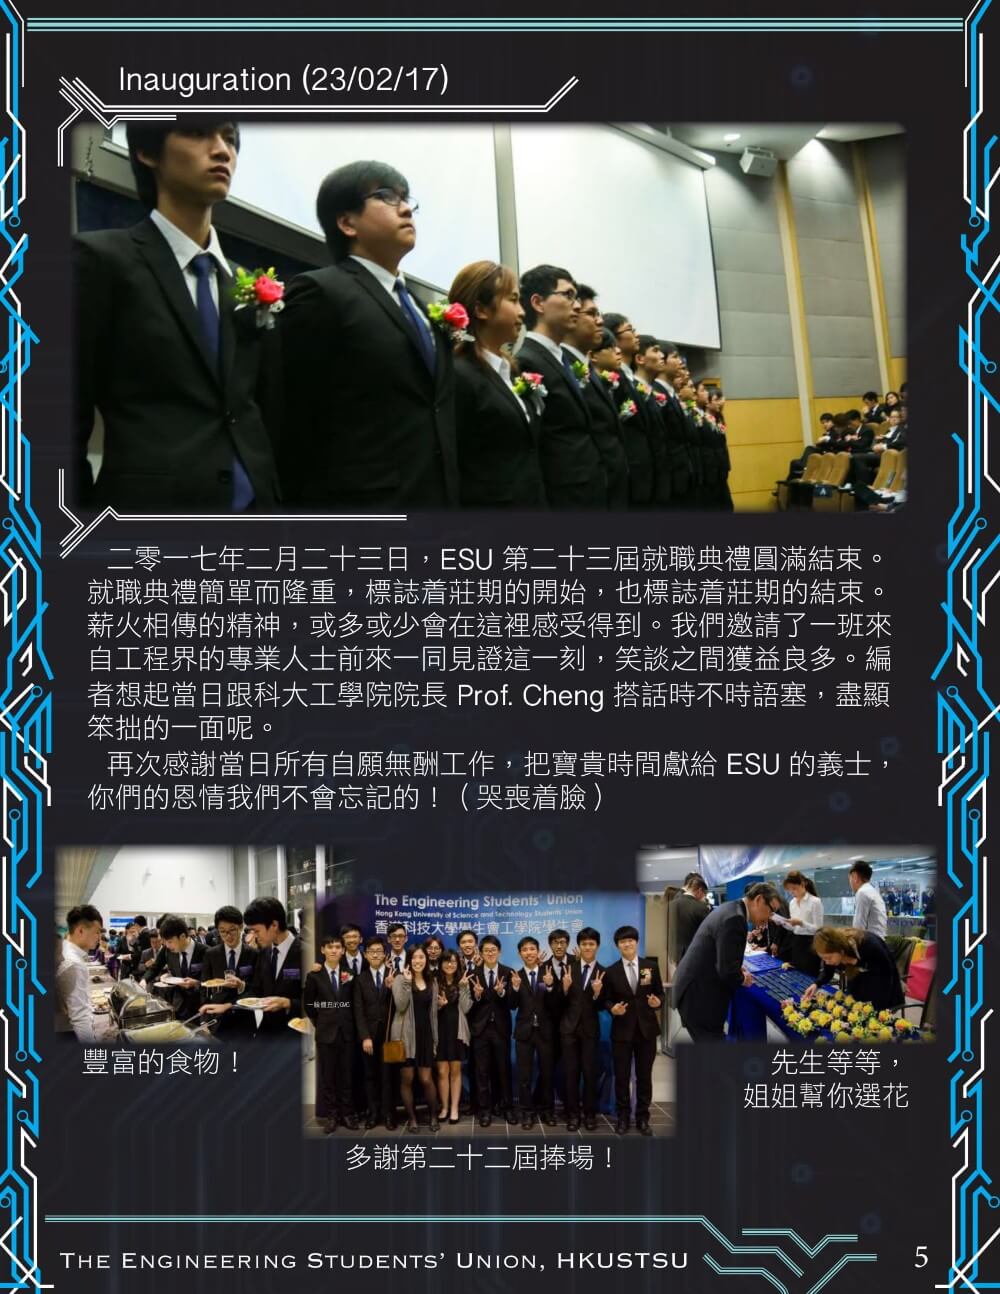 Inauguration (23/02/17)
二零一七年二月二十三日，ESU 第二十三屆就職典禮圓滿結束。
就職典禮簡單而隆重，標誌着莊期的開始，也標誌着莊期的結束。
薪火相傳的精神，或多或少會在這裡感受得到。我們邀請了一班來
自工程界的專業人士前來一同見證這一刻，笑談之間獲益良多。編
者想起當日跟科大工學院院長 Prof. Cheng 搭話時不時語塞，盡顯
笨拙的一面呢。
再次感謝當日所有自願無酬工作，把寶貴時間獻給 ESU 的義士，
你們的恩情我們不會忘記的！（哭喪着臉）
The Engineering Students' Union
Hong Kong University of Science and Technology Students' Union
香港科技大學學生會工學院學生會
豐富的食物！
先生等等，
姐姐幫你選花
多謝第二十二屆捧場！
THE ENGINEERING STUDENTS' UNION, HKUSTSU
5